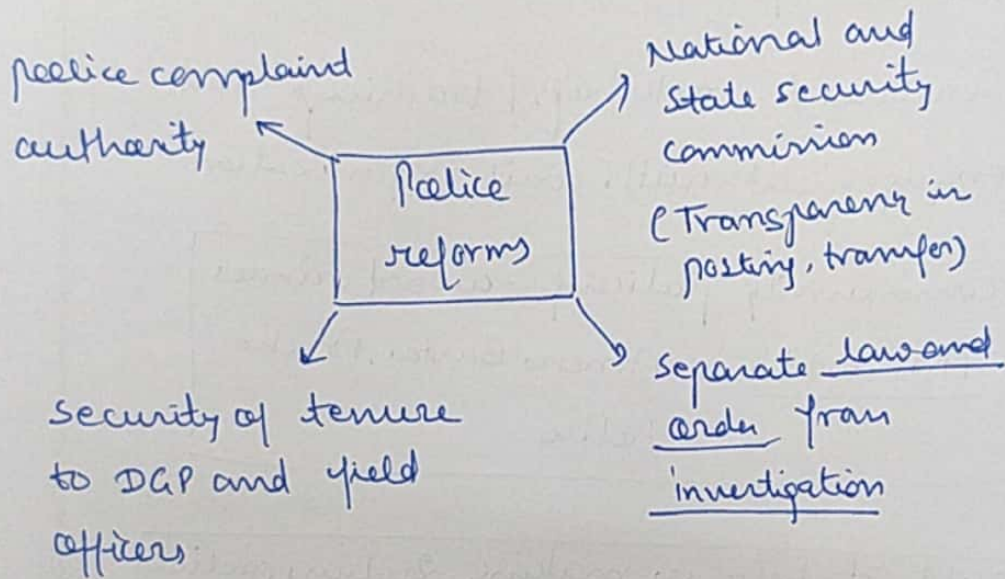 police complaint
authority
National and
State security
commission
(Transparency in
posting, transfer)
Police
reforms
security of tenure
to DGP and field
officers
separate law and
order from
investigation